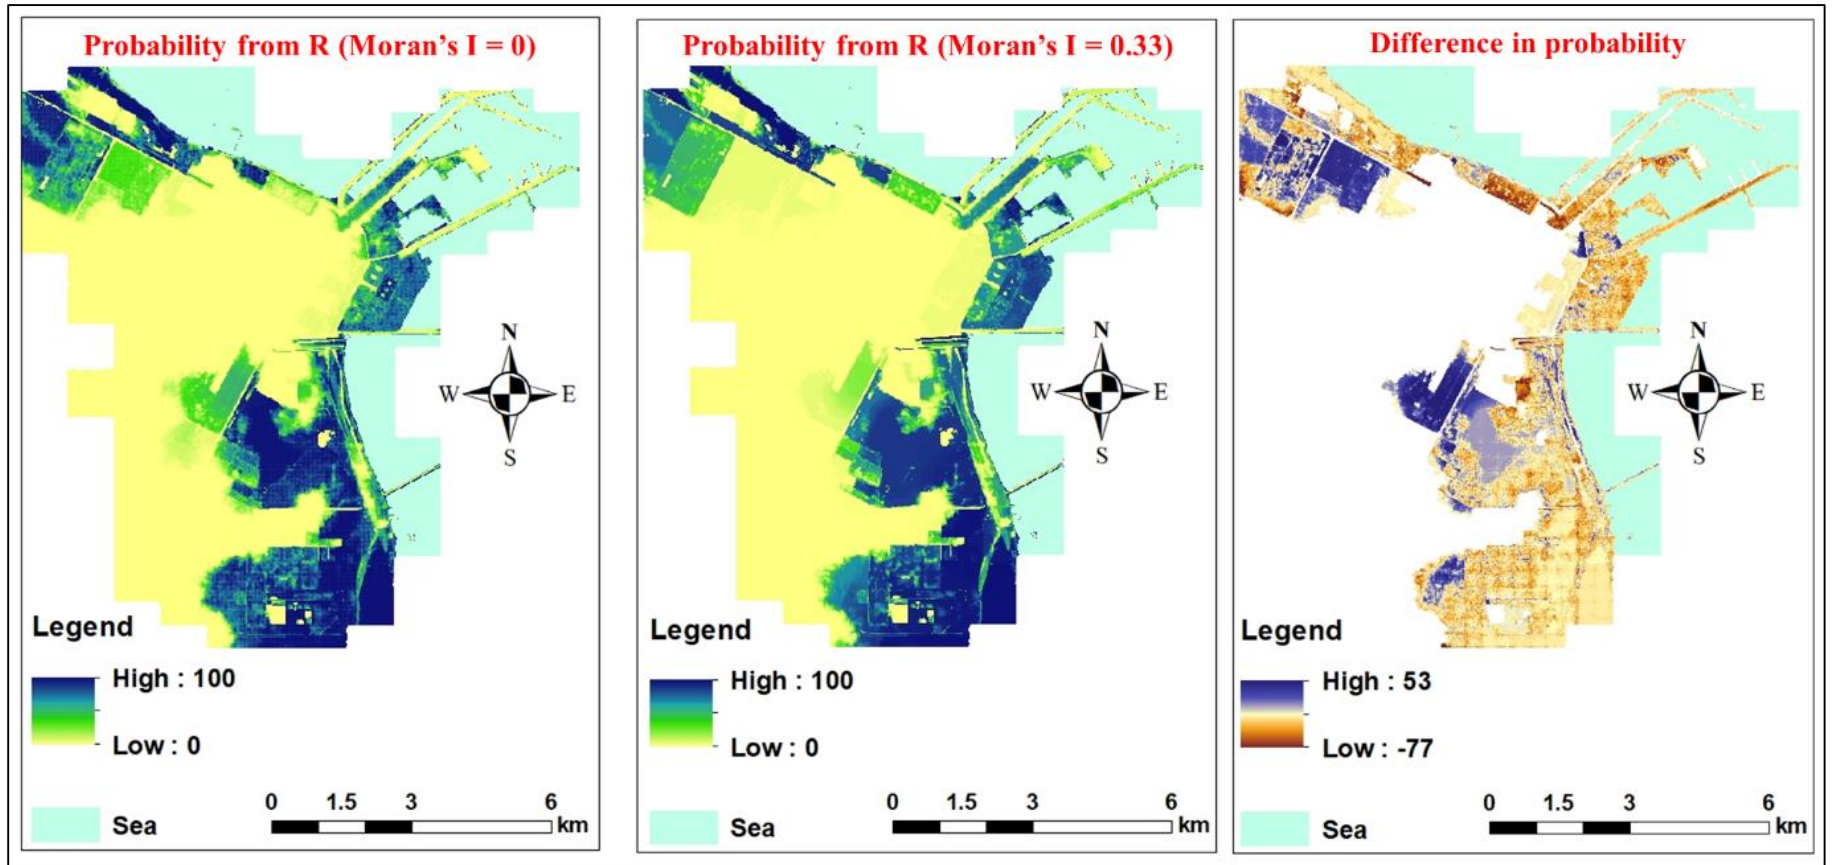 Probability from R (Moran's I = 0)
N
W E
S
Legend
High : 100
Low : 0
0 1.5 3 6
km
Sea
Probability from R (Moran's I = 0.33)
N
W E
S
Legend
High : 100
Low : 0
0 1.5 3 6
km
Sea
Difference in probability
N
W E
S
Legend
High : 53
Low : -77
0 1.5 3 6
km
Sea